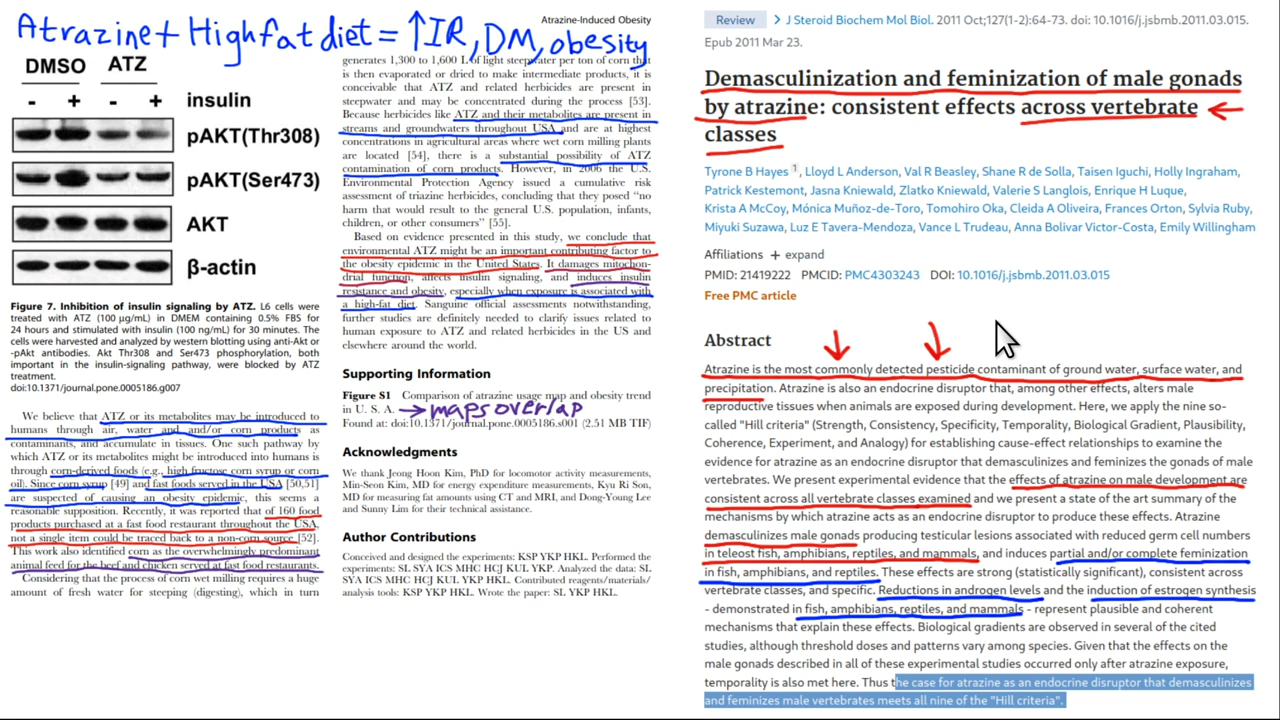 Atrazine + High fat diet = ↑IR, DM, obesity
DMSO ATZ
- + - + insulin
pAKT(Thr308)
pAKT(Ser473)
AKT
β-actin
Figure 7. Inhibition of insulin signaling by ATZ. L6 cells were
treated with ATZ (100 μg/mL) in DMEM containing 0.5% FBS for
24 hours and stimulated with insulin (100 ng/mL) for 30 minutes. The
cells were harvested and analyzed by western blotting using anti-Akt or
-pAkt antibodies. Akt Thr308 and Ser473 phosphorylation, both
important in the insulin-signaling pathway, were blocked by ATZ
treatment.
doi:10.1371/journal.pone.0005186.g007
We believe that ATZ or its metabolites may be introduced to
humans through air, water and/or corn products as
contaminants, and accumulate in tissues. One such pathway by
which ATZ or its metabolites might be introduced into humans is
through corn-derived foods (e.g., high fructose corn syrup or corn
oil). Since corn syrup [49] and fast foods served in the USA [50,51]
are suspected of causing an obesity epidemic, this seems a
reasonable supposition. Recently, it was reported that of 160 food
products purchased at a fast food restaurant throughout the USA,
not a single item could be traced back to a non-corn source [52].
This work also identified corn as the overwhelmingly predominant
animal feed for the beef and chicken served at fast food restaurants.
Considering that the process of corn wet milling requires a huge
amount of fresh water for steeping (digesting), which in turn
Atrazine-Induced Obesity
generates 1,300 to 1,600 L of light steepwater per ton of corn that
is then evaporated or dried to make intermediate products, it is
conceivable that ATZ and related herbicides are present in
steepwater and may be concentrated during the process [53].
Because herbicides like ATZ and their metabolites are present in
streams and groundwaters throughout USA and are at highest
concentrations in agricultural areas where wet corn milling plants
are located [54], there is a substantial possibility of ATZ
contamination of corn products. However, in 2006 the U.S.
Environmental Protection Agency issued a cumulative risk
assessment of triazine herbicides, concluding that they posed “no
harm that would result to the general U.S. population, infants,
children, or other consumers” [55].
Based on evidence presented in this study, we conclude that
environmental ATZ might be an important contributing factor to
the obesity epidemic in the United States. It damages mitochon-
drial function, affects insulin signaling, and induces insulin
resistance and obesity, especially when exposure is associated with
a high-fat diet. Sanguine official assessments notwithstanding,
further studies are definitely needed to clarify issues related to
human exposure to ATZ and related herbicides in the US and
elsewhere around the world.
Supporting Information
Figure S1 Comparison of atrazine usage map and obesity trend
in U. S. A. → maps overlap
Found at: doi:10.1371/journal.pone.0005186.s001 (2.51 MB TIF)
Acknowledgments
We thank Jeong Hoon Kim, PhD for locomotor activity measurements,
Min-Seon Kim, MD for energy expenditure measurements, Kyu Ri Son,
MD for measuring fat amounts using CT and MRI, and Dong-Young Lee
and Sunny Lim for their technical assistance.
Author Contributions
Conceived and designed the experiments: KSP YKP HKL. Performed the
experiments: SL SYA ICS MHC HCJ KUL YKP. Analyzed the data: SL
SYA ICS MHC HCJ KUL YKP. Contributed reagents/materials/
analysis tools: KSP YKP HKL. Wrote the paper: SL YKP HKL.
Review > J Steroid Biochem Mol Biol. 2011 Oct;127(1-2):64-73. doi: 10.1016/j.jsbmb.2011.03.015.
Epub 2011 Mar 23.
Demasculinization and feminization of male gonads
by atrazine: consistent effects across vertebrate
classes
Tyrone B Hayes 1, Lloyd L Anderson, Val R Beasley, Shane R de Solla, Taisen Iguchi, Holly Ingraham,
Patrick Kestemont, Jasna Kniewald, Zlatko Kniewald, Valerie S Langlois, Enrique H Luque,
Krista A McCoy, Mónica Muñoz-de-Toro, Tomohiro Oka, Cleida A Oliveira, Frances Orton, Sylvia Ruby,
Miyuki Suzawa, Luz E Tavera-Mendoza, Vance L Trudeau, Anna Bolivar Victor-Costa, Emily Willingham
Affiliations + expand
PMID: 21419222 PMCID: PMC4303243 DOI: 10.1016/j.jsbmb.2011.03.015
Free PMC article
Abstract
Atrazine is the most commonly detected pesticide contaminant of ground water, surface water, and
precipitation. Atrazine is also an endocrine disruptor that, among other effects, alters male
reproductive tissues when animals are exposed during development. Here, we apply the nine so-
called "Hill criteria" (Strength, Consistency, Specificity, Temporality, Biological Gradient, Plausibility,
Coherence, Experiment, and Analogy) for establishing cause-effect relationships to examine the
evidence for atrazine as an endocrine disruptor that demasculinizes and feminizes the gonads of male
vertebrates. We present experimental evidence that the effects of atrazine on male development are
consistent across all vertebrate classes examined and we present a state of the art summary of the
mechanisms by which atrazine acts as an endocrine disruptor to produce these effects. Atrazine
demasculinizes male gonads producing testicular lesions associated with reduced germ cell numbers
in teleost fish, amphibians, reptiles, and mammals, and induces partial and/or complete feminization
in fish, amphibians, and reptiles. These effects are strong (statistically significant), consistent across
vertebrate classes, and specific. Reductions in androgen levels and the induction of estrogen synthesis
- demonstrated in fish, amphibians, reptiles, and mammals - represent plausible and coherent
mechanisms that explain these effects. Biological gradients are observed in several of the cited
studies, although threshold doses and patterns vary among species. Given that the effects on the
male gonads described in all of these experimental studies occurred only after atrazine exposure,
temporality is also met here. Thus the case for atrazine as an endocrine disruptor that demasculinizes
and feminizes male vertebrates meets all nine of the "Hill criteria".